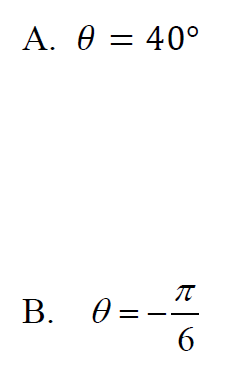 A. θ = 40°
B. θ = −π/6